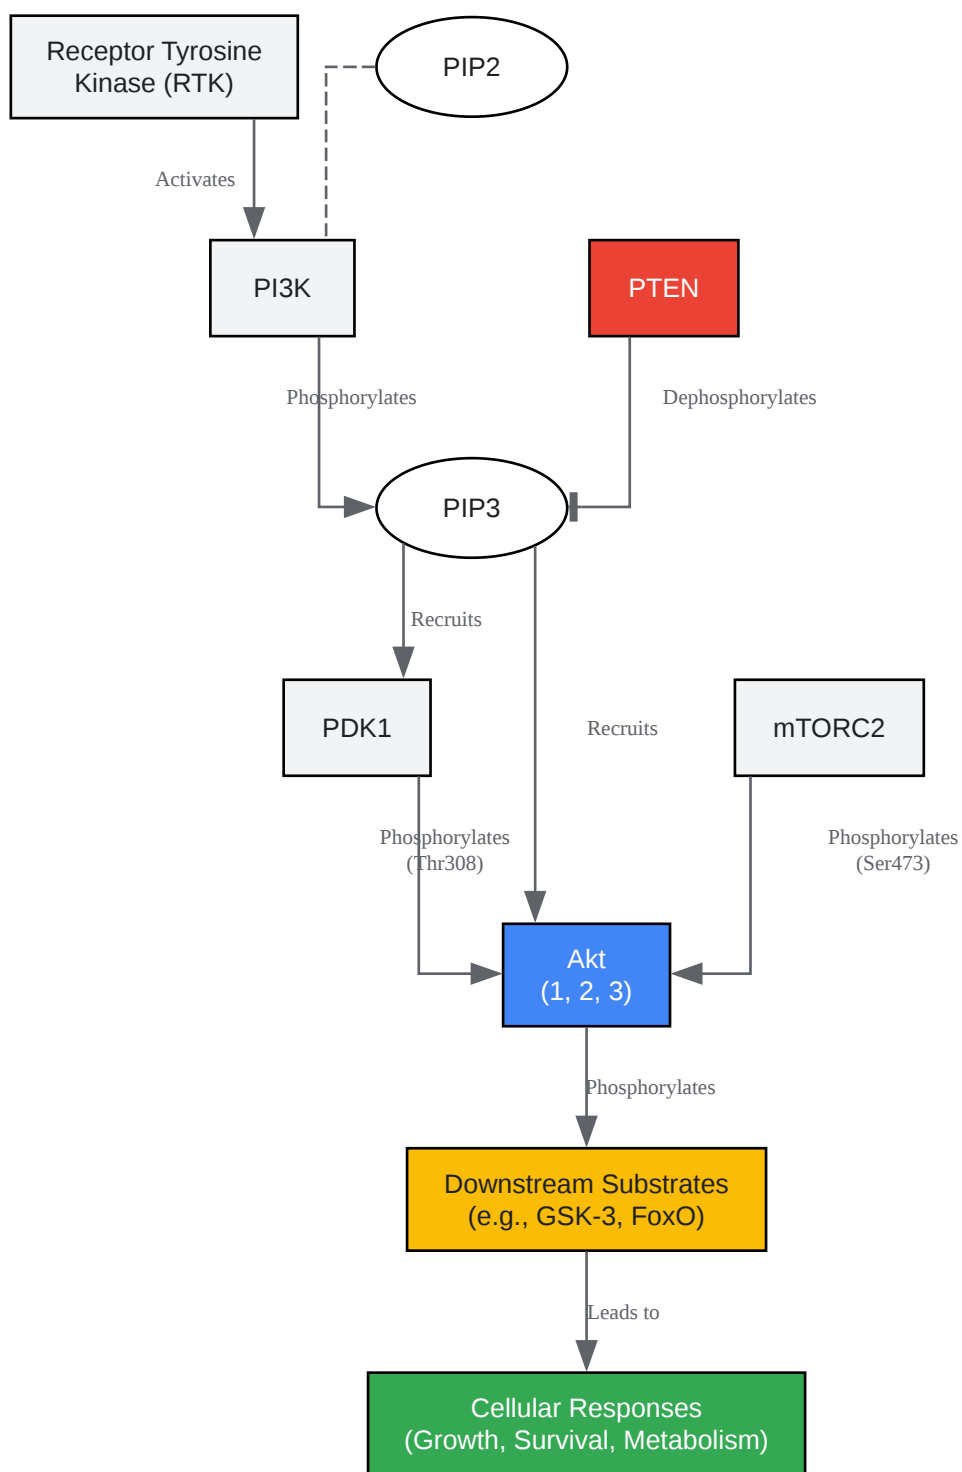 Receptor Tyrosine
Kinase (RTK)
PIP2
Activates
PI3K
PTEN
Phosphorylates
Dephosphorylates
PIP3
Recruits
PDK1
Recruits
mTORC2
Phosphorylates
(Thr308)
Phosphorylates
(Ser473)
Akt
(1, 2, 3)
Phosphorylates
Downstream Substrates
(e.g., GSK-3, FoxO)
Leads to
Cellular Responses
(Growth, Survival, Metabolism)